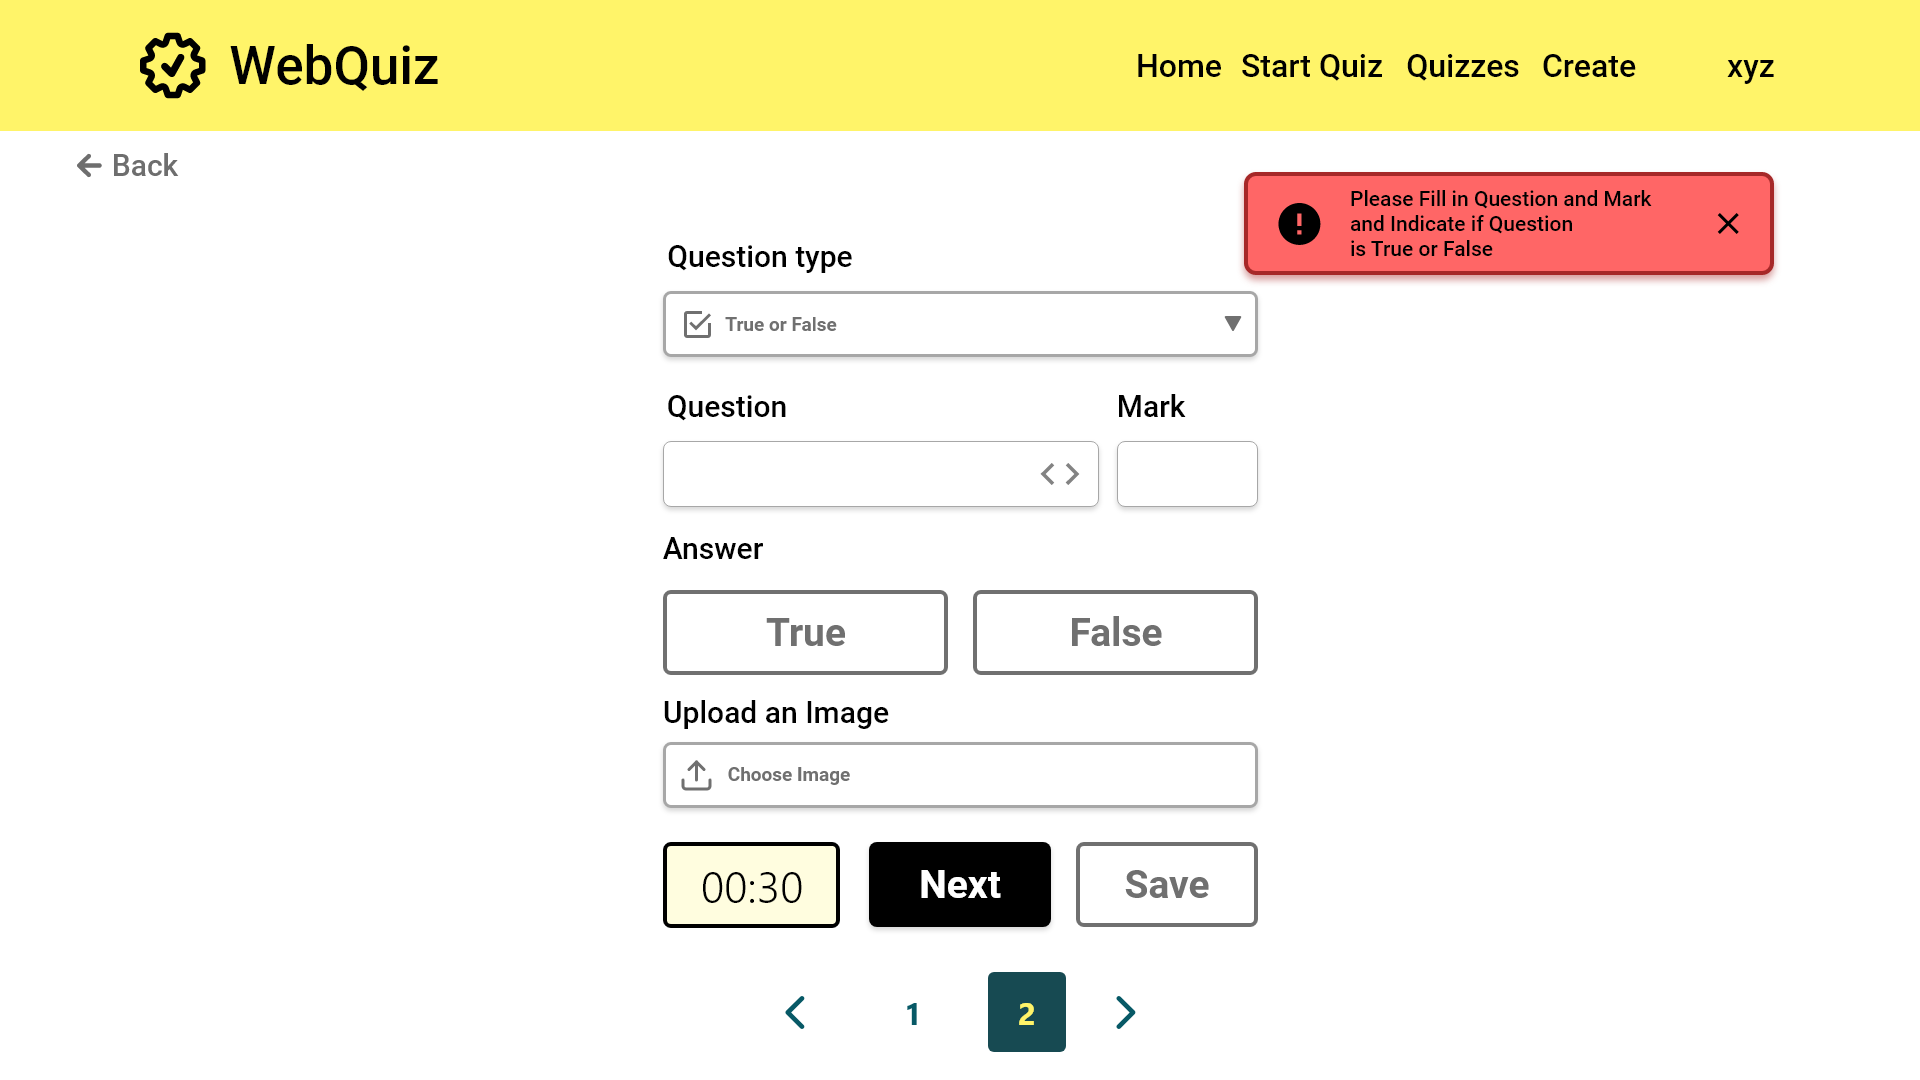 WebQuiz
Home Start Quiz Quizzes Create xyz
Back
Please Fill in Question and Mark
and Indicate if Question
is True or False
Question type
True or False
Question Mark
Answer
True False
Upload an Image
Choose Image
00:30 Next Save
1 2